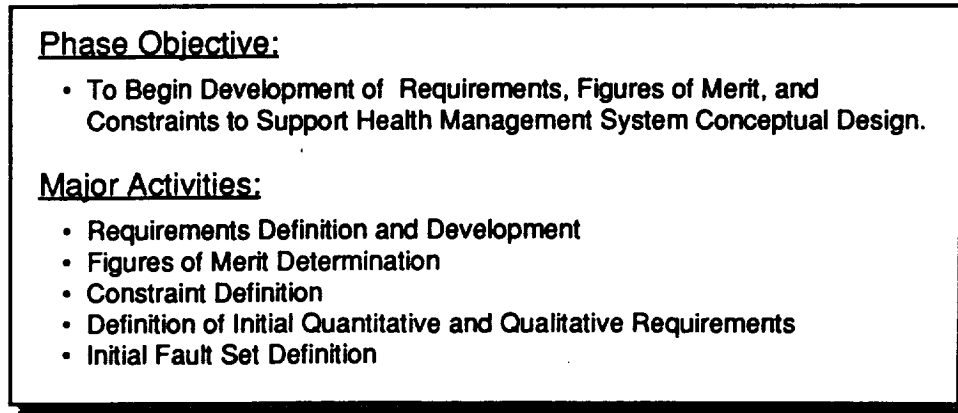 Phase Objective:
• To Begin Development of Requirements, Figures of Merit, and
Constraints to Support Health Management System Conceptual Design.
Major Activities:
• Requirements Definition and Development
• Figures of Merit Determination
• Constraint Definition
• Definition of Initial Quantitative and Qualitative Requirements
• Initial Fault Set Definition